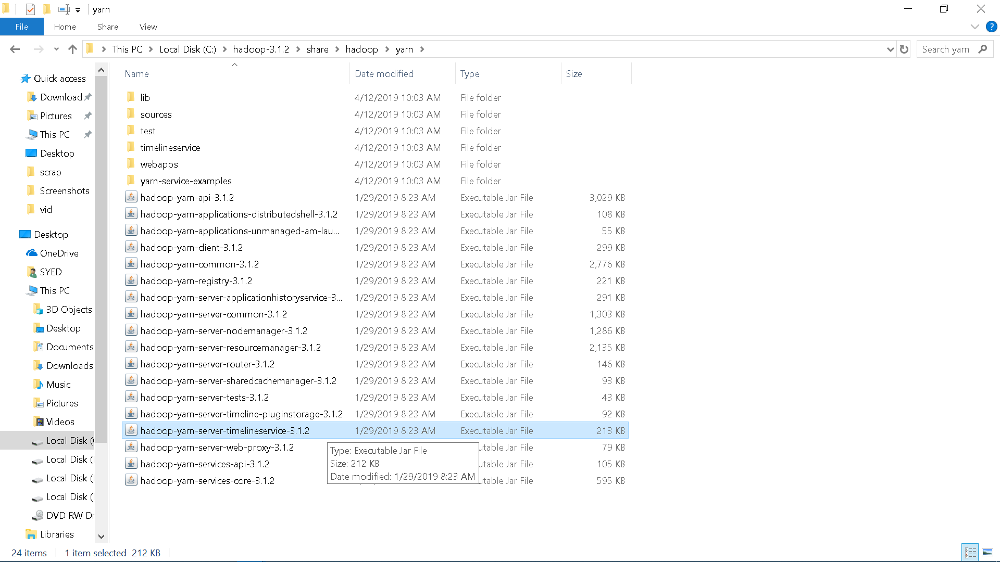 yarn
File Home Share View
This PC Local Disk (C:) hadoop-3.1.2 share hadoop yarn
Search yarn
Name Date modified Type Size
Quick access
Download
Pictures
This PC
Desktop
scrap
Screenshots
vid
Desktop
OneDrive
SYED
This PC
3D Objects
Desktop
Documents
Downloads
Music
Pictures
Videos
Local Disk (
Local Disk (
Local Disk (
Local Disk (
DVD RW Dr
Libraries
lib 4/12/2019 10:03 AM File folder
sources 4/12/2019 10:03 AM File folder
test 4/12/2019 10:03 AM File folder
timelineservice 4/12/2019 10:03 AM File folder
webapps 4/12/2019 10:03 AM File folder
yarn-service-examples 4/12/2019 10:03 AM File folder
hadoop-yarn-api-3.1.2 1/29/2019 8:23 AM Executable Jar File 3,029 KB
hadoop-yarn-applications-distributedshell-3.1.2 1/29/2019 8:23 AM Executable Jar File 108 KB
hadoop-yarn-applications-unmanaged-am-lau... 1/29/2019 8:23 AM Executable Jar File 55 KB
hadoop-yarn-client-3.1.2 1/29/2019 8:23 AM Executable Jar File 299 KB
hadoop-yarn-common-3.1.2 1/29/2019 8:23 AM Executable Jar File 2,776 KB
hadoop-yarn-registry-3.1.2 1/29/2019 8:23 AM Executable Jar File 221 KB
hadoop-yarn-server-applicationhistoryservice-3... 1/29/2019 8:23 AM Executable Jar File 291 KB
hadoop-yarn-server-common-3.1.2 1/29/2019 8:23 AM Executable Jar File 1,303 KB
hadoop-yarn-server-nodemanager-3.1.2 1/29/2019 8:23 AM Executable Jar File 1,286 KB
hadoop-yarn-server-resourcemanager-3.1.2 1/29/2019 8:23 AM Executable Jar File 2,135 KB
hadoop-yarn-server-router-3.1.2 1/29/2019 8:23 AM Executable Jar File 146 KB
hadoop-yarn-server-sharedcachemanager-3.1.2 1/29/2019 8:23 AM Executable Jar File 93 KB
hadoop-yarn-server-tests-3.1.2 1/29/2019 8:23 AM Executable Jar File 43 KB
hadoop-yarn-server-timeline-pluginstorage-3.1.2 1/29/2019 8:23 AM Executable Jar File 92 KB
hadoop-yarn-server-timelineservice-3.1.2 1/29/2019 8:23 AM Executable Jar File 213 KB
hadoop-yarn-server-web-proxy-3.1.2 utable Jar File 79 KB
hadoop-yarn-services-api-3.1.2 utable Jar File 105 KB
hadoop-yarn-services-core-3.1.2 utable Jar File 595 KB
Type: Executable Jar File
Size: 212 KB
Date modified: 1/29/2019 8:23 AM
24 items 1 item selected 212 KB